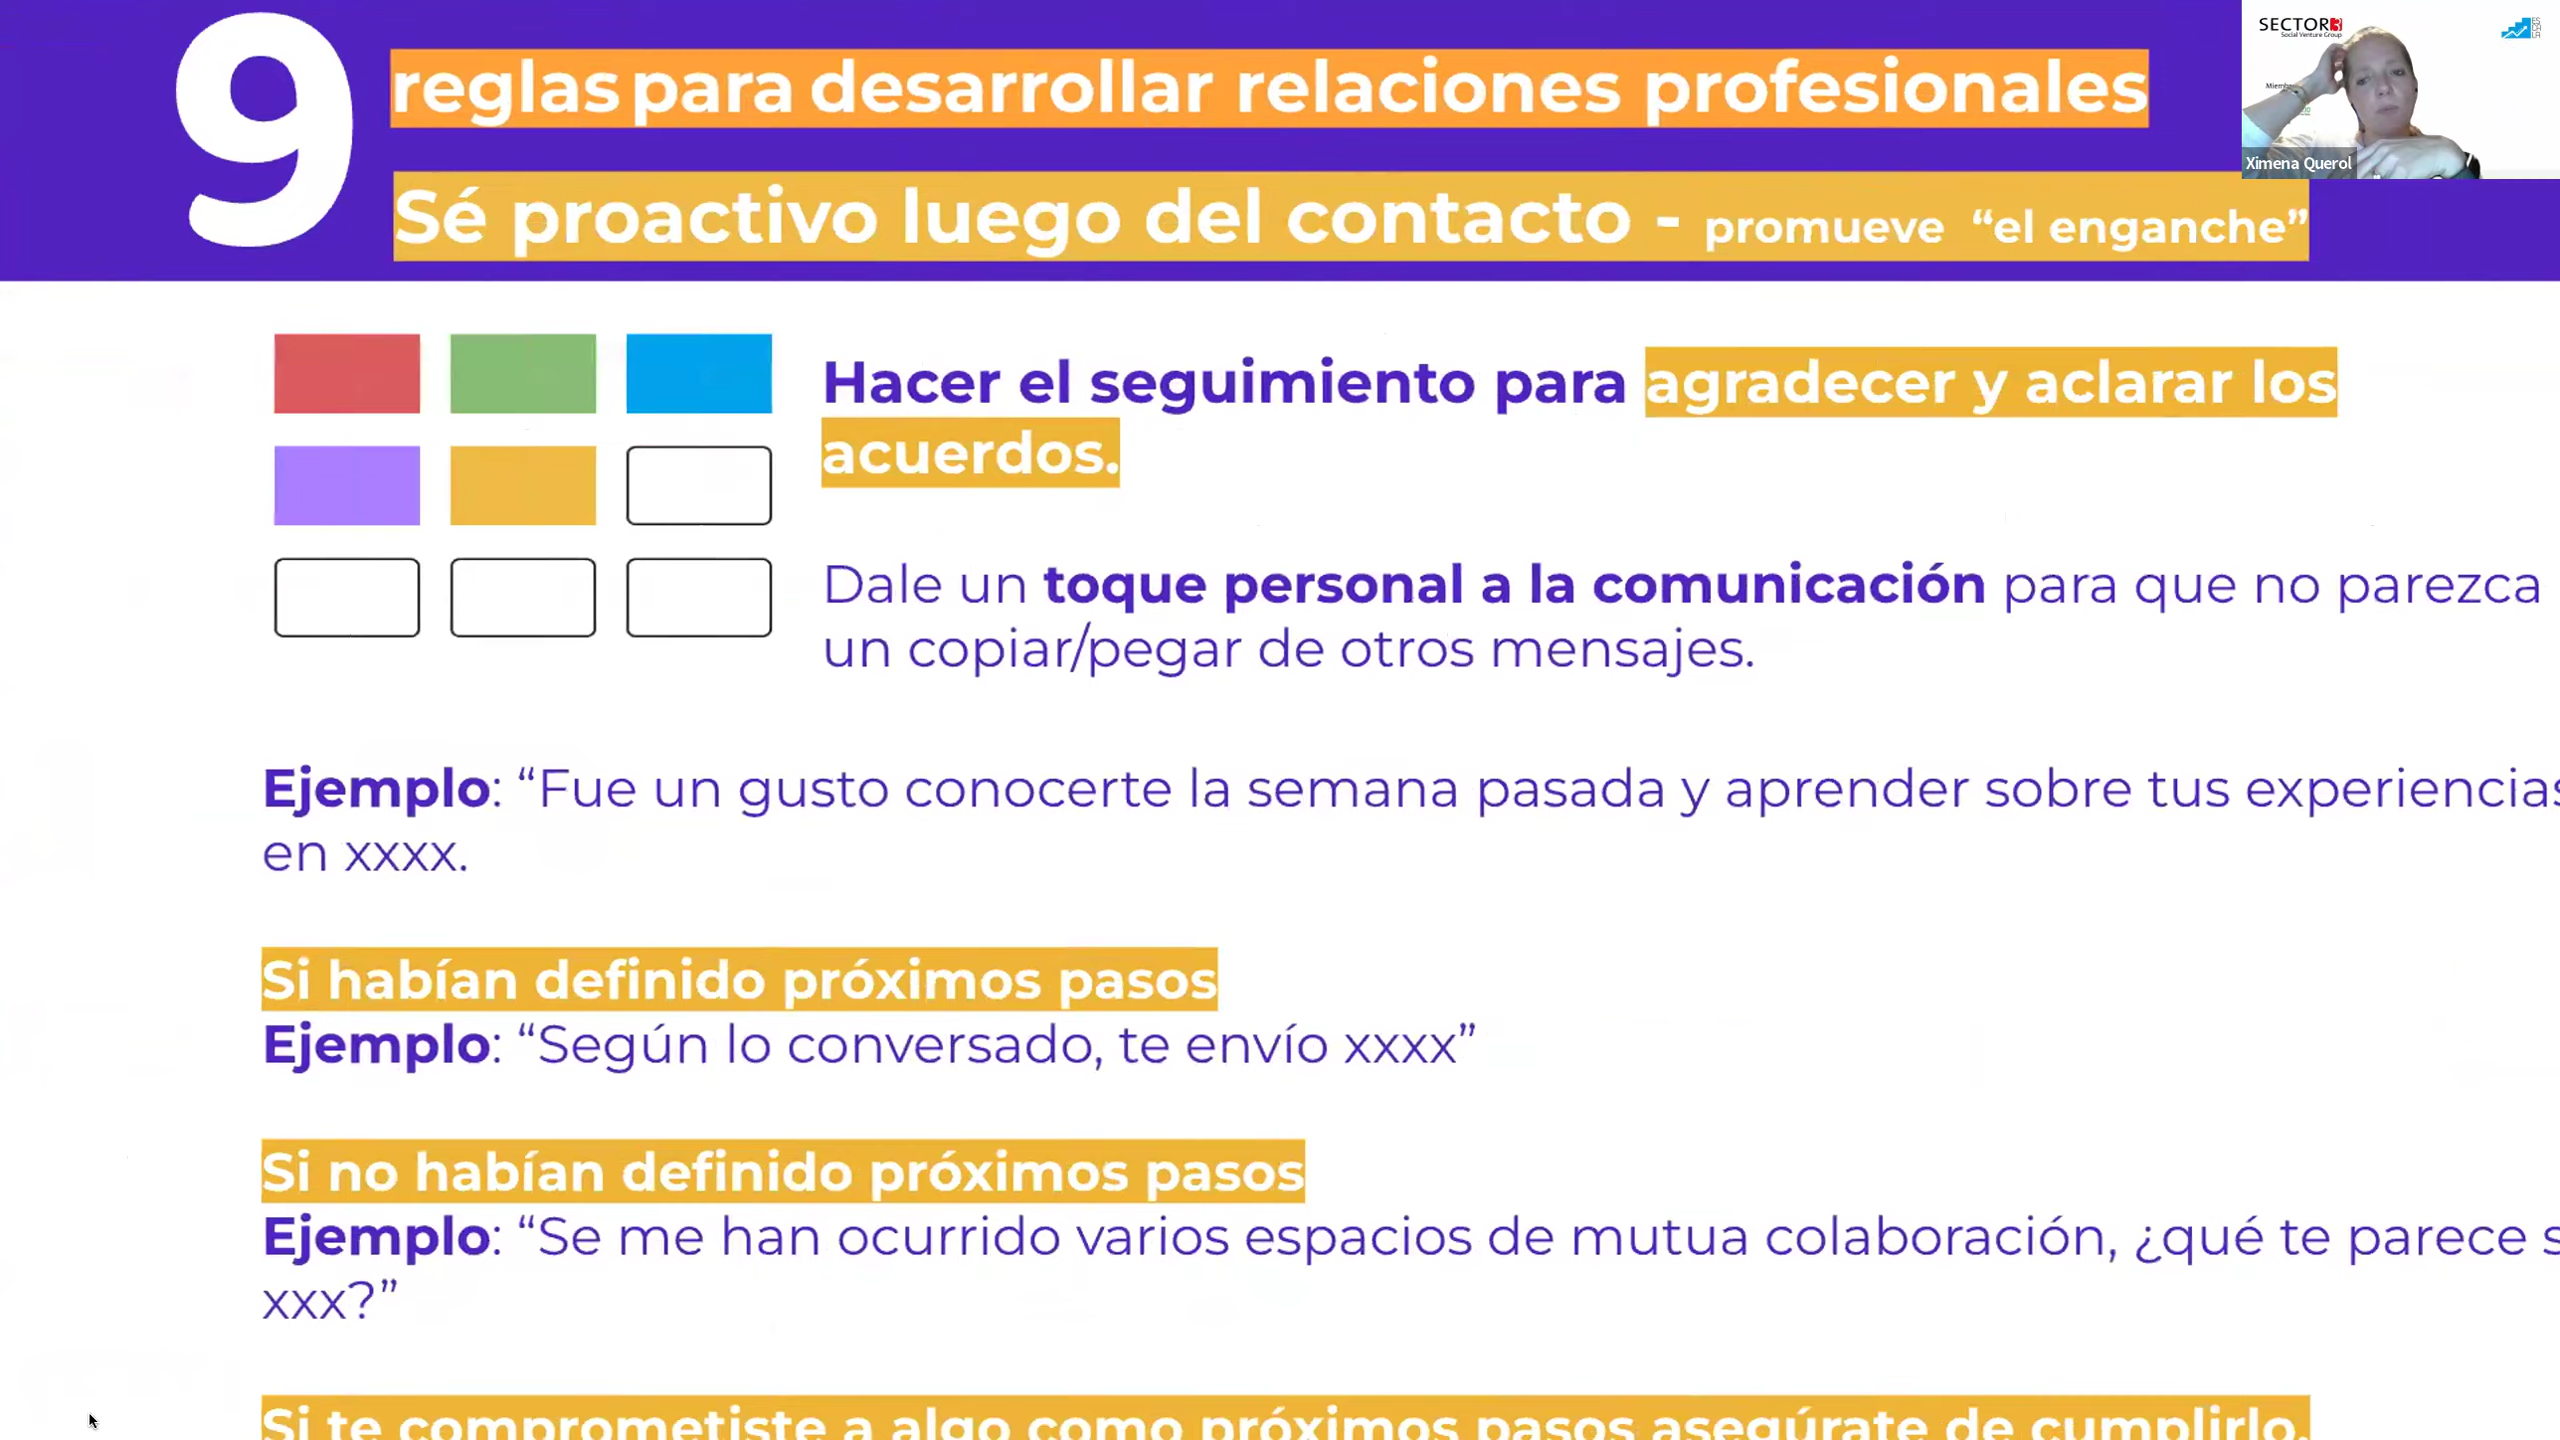 9
reglas para desarrollar relaciones profesionales
Sé proactivo luego del contacto - promueve “el enganche”
SECTOR3
Social Venture Group
Ximena Querol
Hacer el seguimiento para agradecer y aclarar los
acuerdos.
Dale un toque personal a la comunicación para que no parezca
un copiar/pegar de otros mensajes.
Ejemplo: “Fue un gusto conocerte la semana pasada y aprender sobre tus experiencias
en xxxx.
Si habían definido próximos pasos
Ejemplo: “Según lo conversado, te envío xxxx”
Si no habían definido próximos pasos
Ejemplo: “Se me han ocurrido varios espacios de mutua colaboración, ¿qué te parece
xxx?”
Si te comprometiste a algo como próximos pasos asegúrate de cumplirlo.